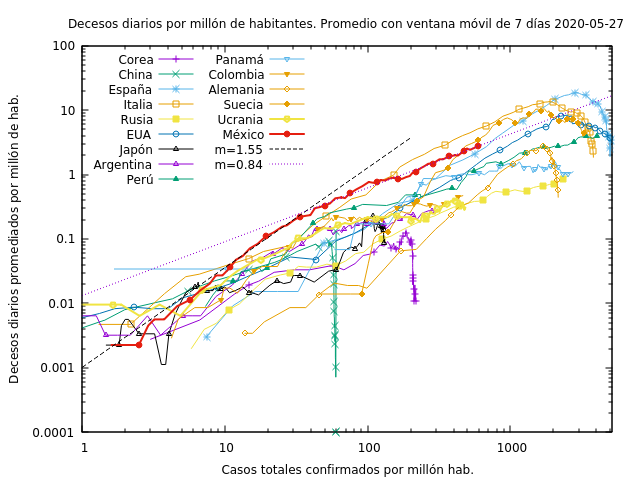 Decesos diarios por millón de habitantes. Promedio con ventana móvil de 7 días 2020-05-27
Decesos diarios promediados por millón de hab.
100
10
1
0.1
0.01
0.001
0.0001
Corea
China
España
Italia
Rusia
EUA
Japón
Argentina
Perú
Panamá
Colombia
Alemania
Suecia
Ucrania
México
m=1.55
m=0.84
1
10
100
1000
Casos totales confirmados por millón hab.